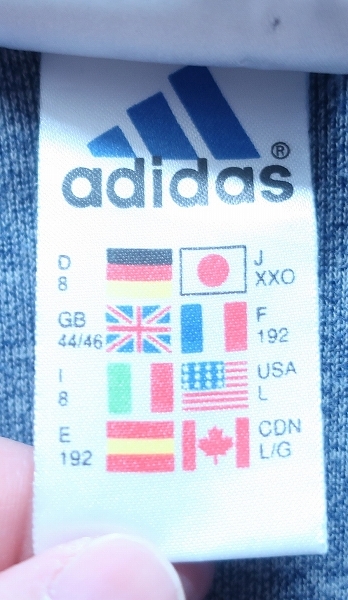 adidas®
D
8
J
XXO
GB
44/46
F
192
I
8
USA
L
E
192
CDN
L/G